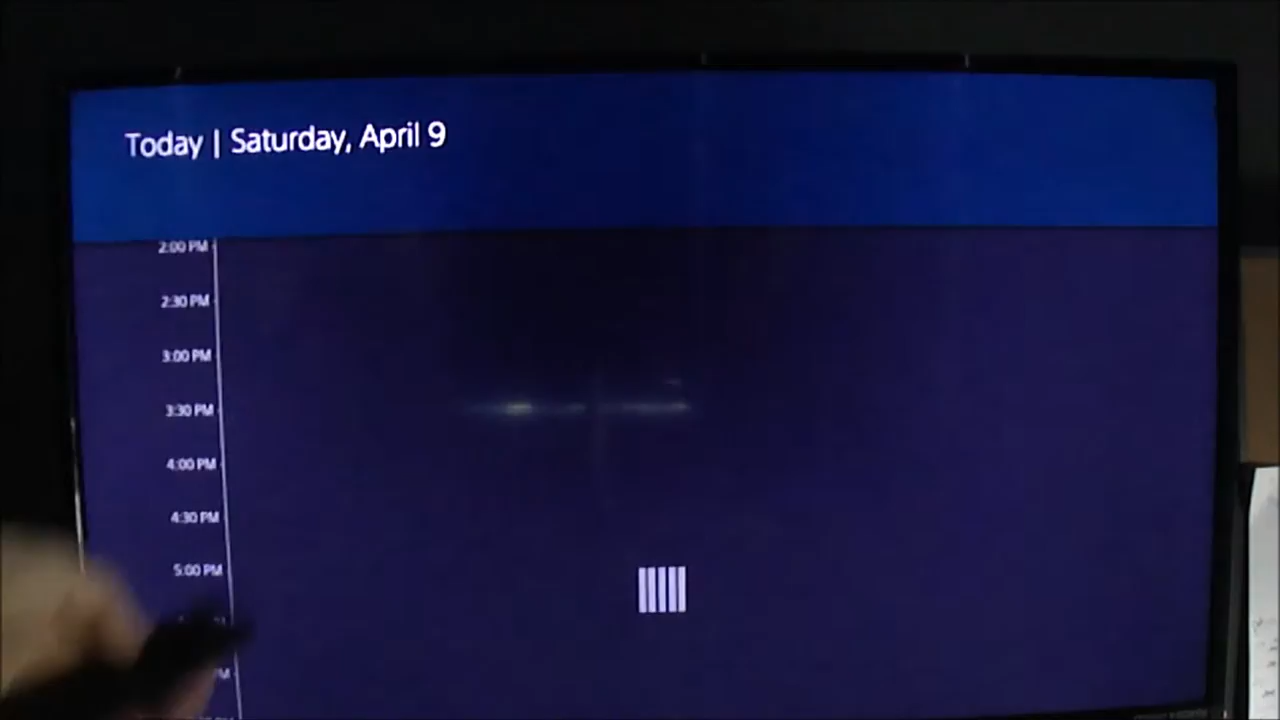 Today | Saturday, April 9
2:00 PM
2:30 PM
3:00 PM
3:30 PM
4:00 PM
4:30 PM
5:00 PM